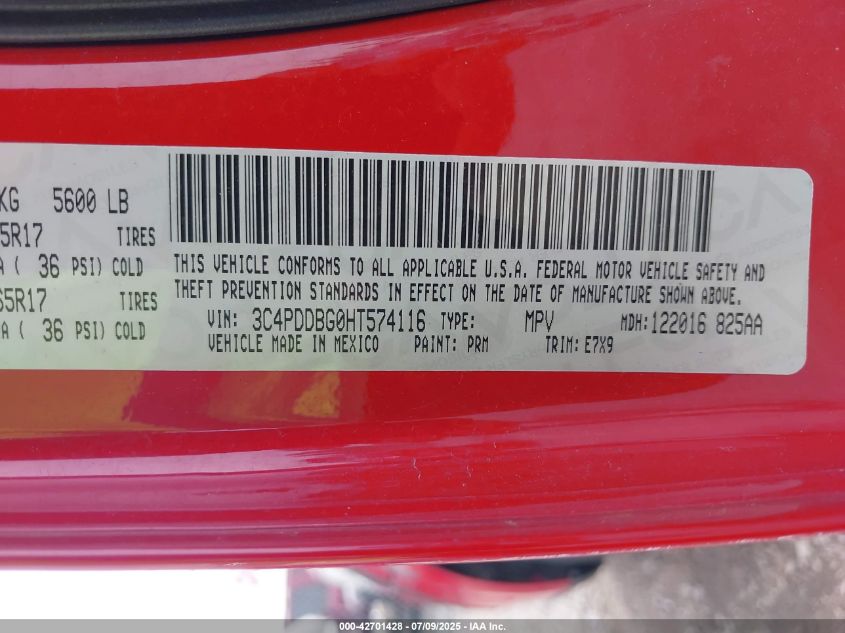 KG 5600 LB
5R17 TIRES
A ( 36 PSI) COLD
65R17 TIRES
A ( 36 PSI) COLD
THIS VEHICLE CONFORMS TO ALL APPLICABLE U.S.A. FEDERAL MOTOR VEHICLE SAFETY AND
THEFT PREVENTION STANDARDS IN EFFECT ON THE DATE OF MANUFACTURE SHOWN ABOVE.
VIN: 3C4PDDBG0HT574116 TYPE: MPV MDH:122016 825AA
VEHICLE MADE IN MEXICO PAINT: PRM TRIM: E7X9
000-42701428 - 07/09/2025 - IAA Inc.